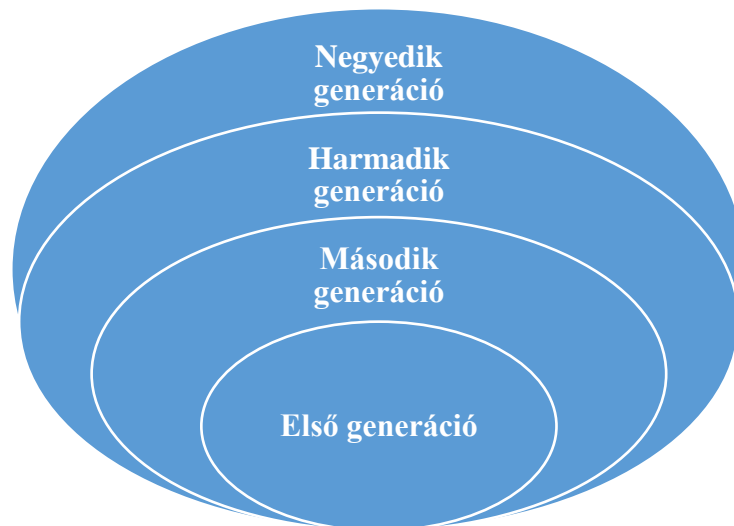 Negyedik
generáció
Harmadik
generáció
Második
generáció
Első generáció